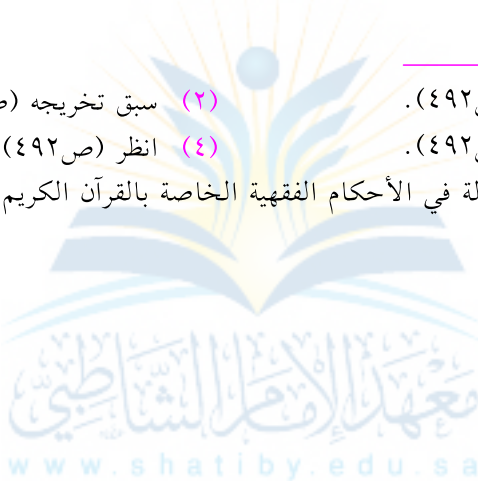 ٤٩٢). (٢) سبق تخريجه (
٤٩٢). (٤) انظر (ص٤٩٢)
في الأحكام الفقهية الخاصة بالقرآن الكريم
معهد الإمام الشاطبي
www.shatiby.edu.sa